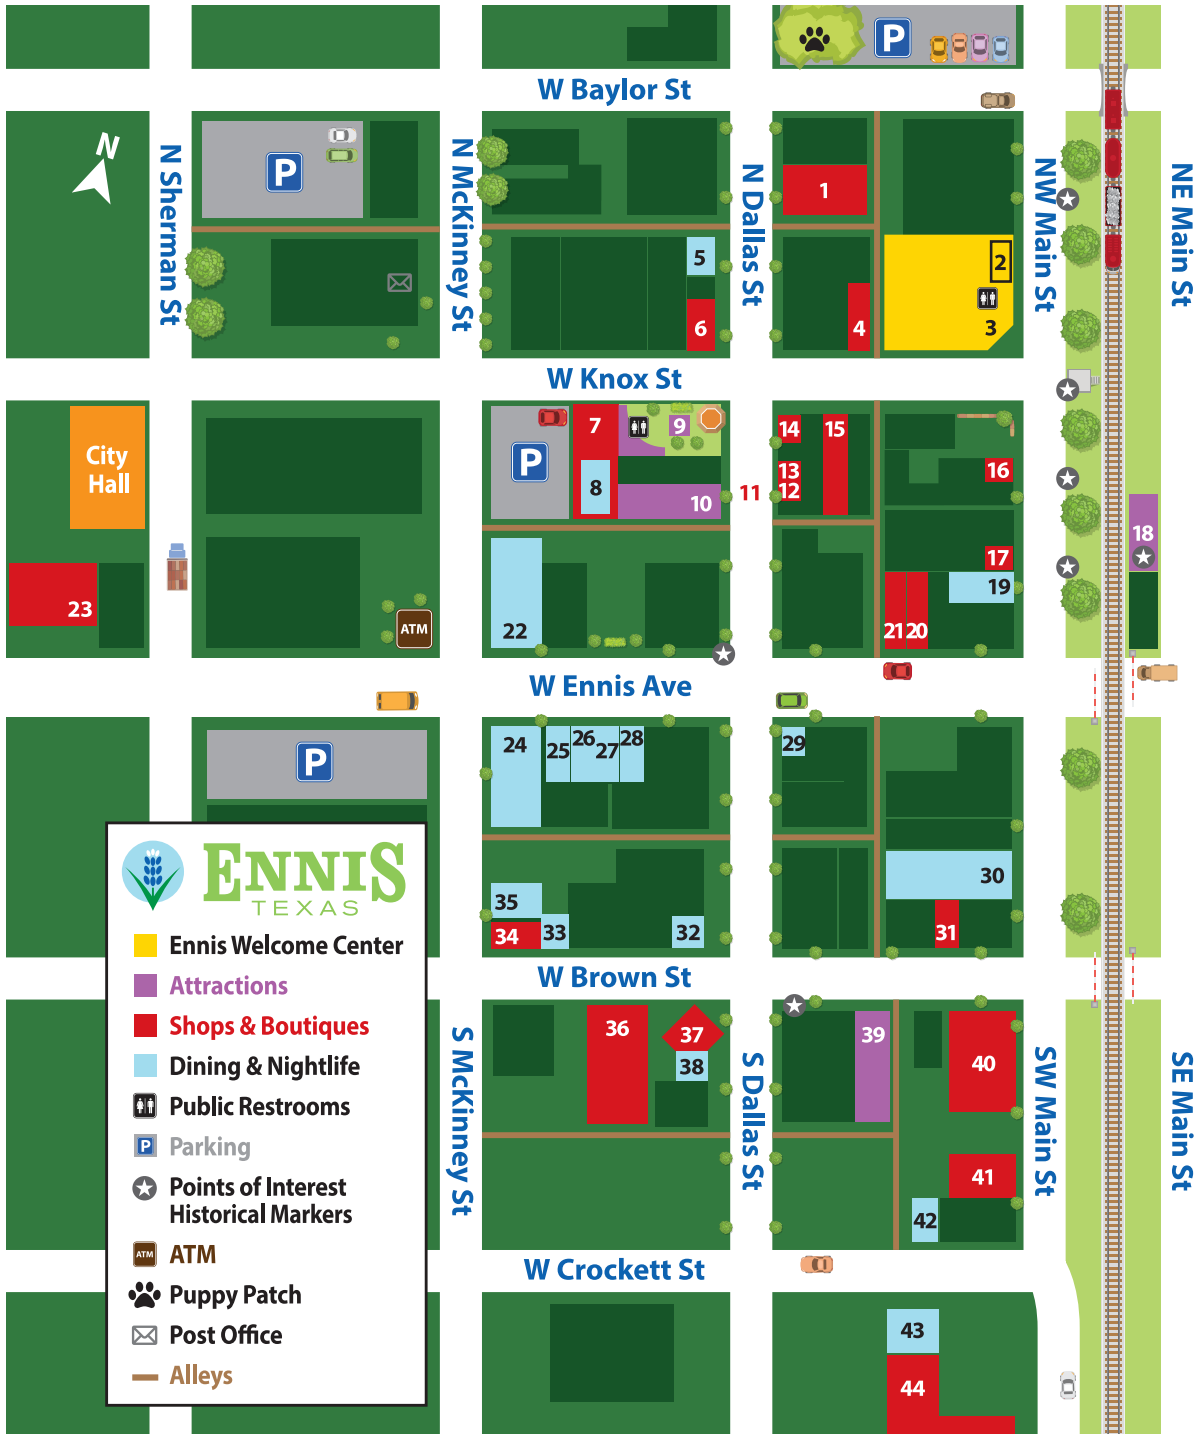 P
W Baylor St
N
N Sherman St
P
N McKinney St
N Dallas St
1
NW Main St
NE Main St
5
2
6
4
3
W Knox St
City
Hall
7
9
P
8
10
11
14
15
13
12
16
18
17
19
23
ATM
22
21
20
W Ennis Ave
P
24
25
26
27
28
29
ENNIS
TEXAS
Ennis Welcome Center
Attractions
Shops & Boutiques
Dining & Nightlife
Public Restrooms
P
Parking
Points of Interest
Historical Markers
ATM
ATM
Puppy Patch
Post Office
Alleys
30
35
34
33
32
31
W Brown St
S McKinney St
36
37
38
S Dallas St
39
40
SW Main St
SE Main St
41
42
W Crockett St
43
44